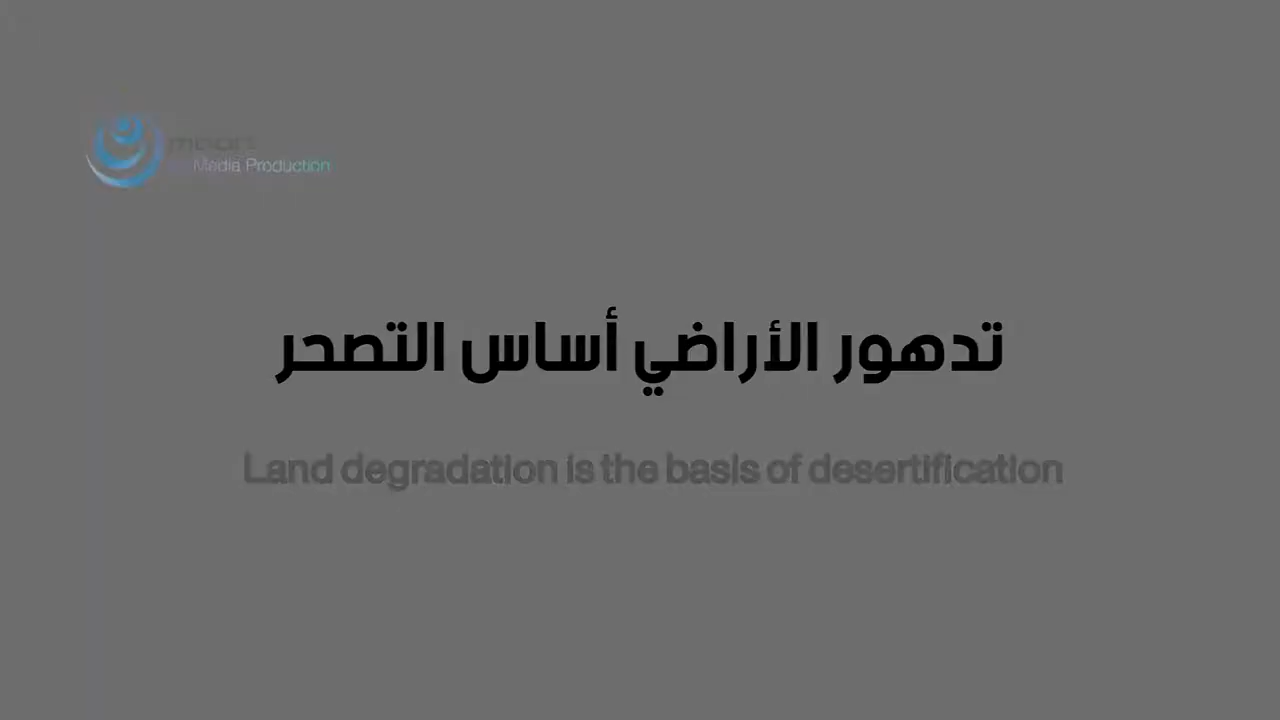 Media Production
تدهور الأراضي أساس التصحر
Land degradation is the basis of desertification